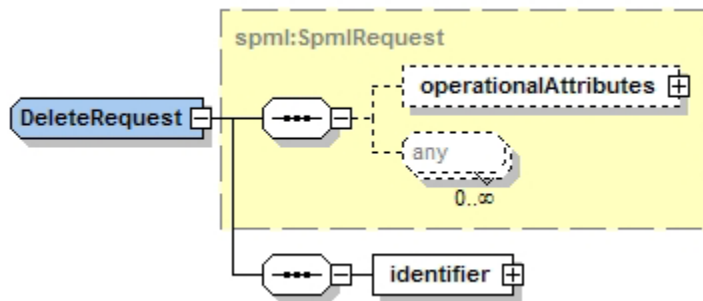 spml:SpmlRequest
operationalAttributes
DeleteRequest
any
0..∞
identifier